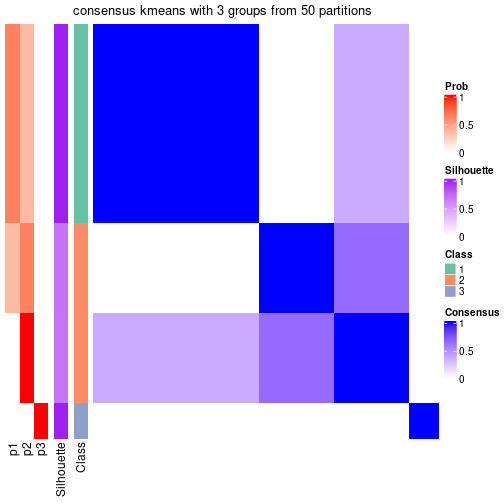 consensus kmeans with 3 groups from 50 partitions
Prob
1
0.5
0
Silhouette
1
0.5
0
Class
1
2
3
Consensus
1
0.5
0
p1
p2
p3
Silhouette
Class